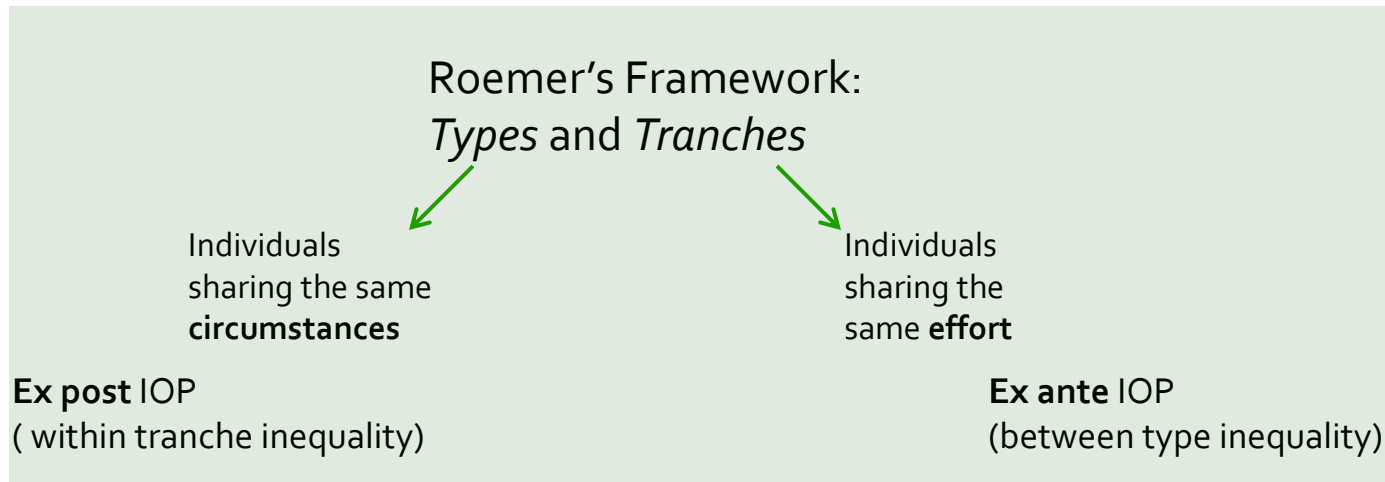 Roemer’s Framework:
Types and Tranches
Individuals
sharing the same
circumstances
Individuals
sharing the
same effort
Ex post IOP
( within tranche inequality)
Ex ante IOP
(between type inequality)